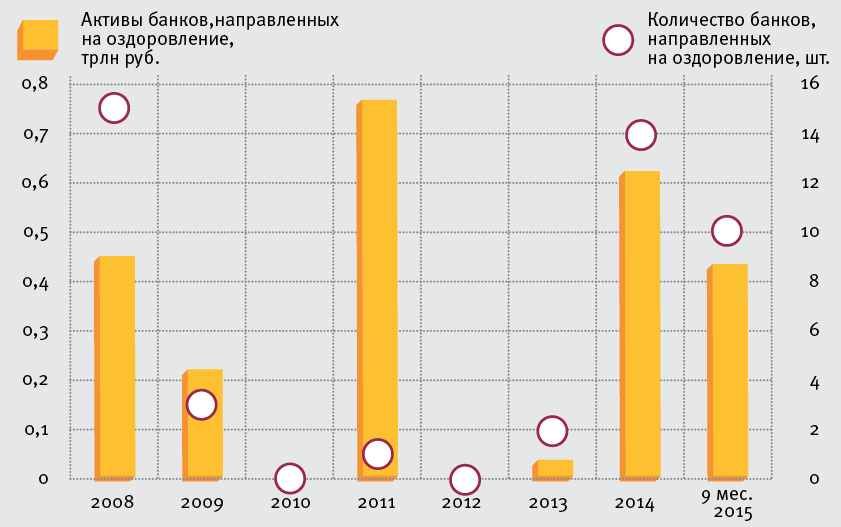 Активы банков,направленных
на оздоровление,
трлн руб.
Количество банков,
направленных
на оздоровление, шт.
0,8 16
0,7 14
0,6 12
0,5 10
0,4 8
0,3 6
0,2 4
0,1 2
0 0
2008 2009 2010 2011 2012 2013 2014 9 мес.
2015